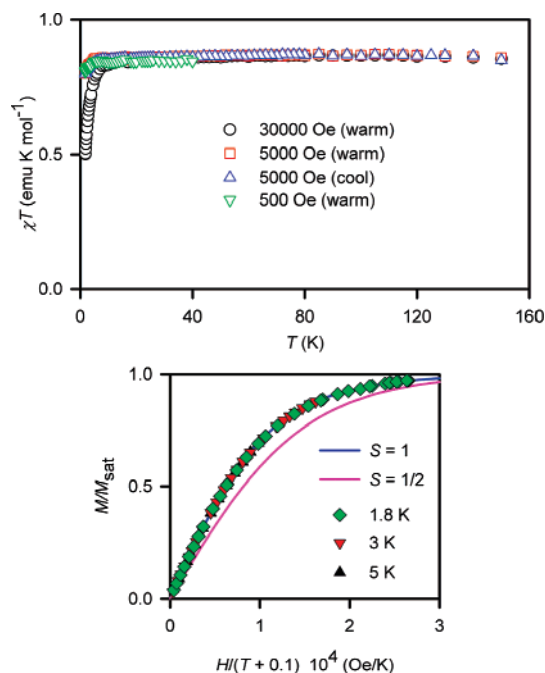 1.0
0.5
0.0
χT (emu K mol⁻¹)
30000 Oe (warm)
5000 Oe (warm)
5000 Oe (cool)
500 Oe (warm)
0 40 80 120 160
T (K)
1.0
0.5
0.0
M/Msat
S = 1
S = 1/2
1.8 K
3 K
5 K
0 1 2 3
H/(T + 0.1) 10⁴ (Oe/K)